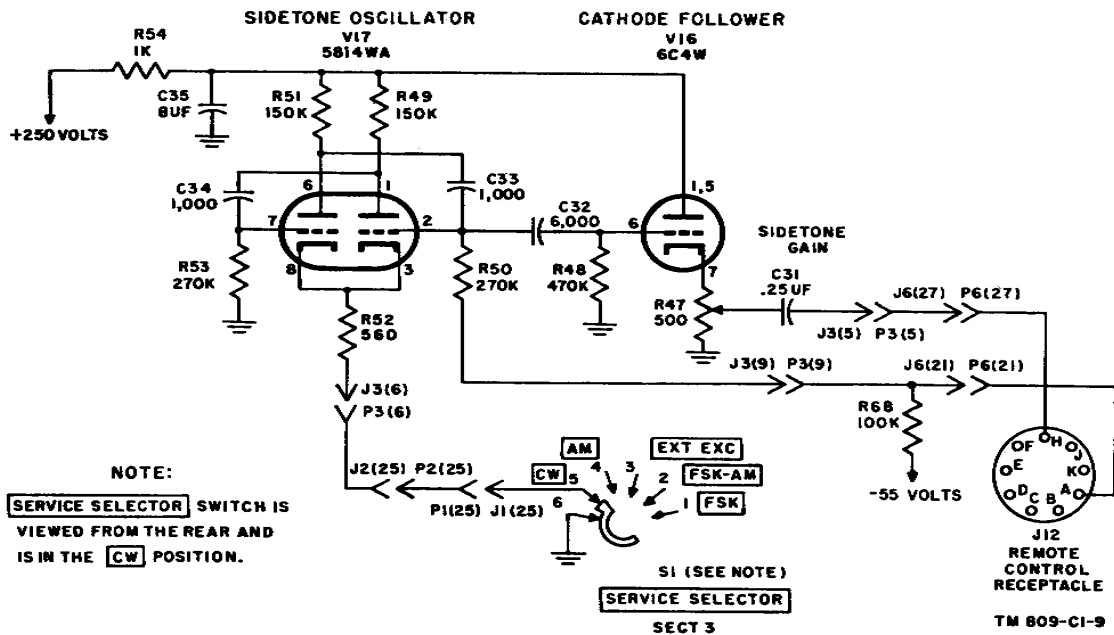 SIDETONE OSCILLATOR
V17
5814WA
CATHODE FOLLOWER
V16
6C4W
R54
1K
C35
8UF
R51
150K
R49
150K
+250 VOLTS
C34
1,000
6
1
C33
1,000
7
2
C32
6,000
1,5
6
SIDETONE
GAIN
R53
270K
8
3
R50
270K
R48
470K
7
R47
500
C31
.25UF
J6(27) P6(27)
J3(5) P3(5)
R52
560
J3(9) P3(9)
J6(21) P6(21)
J3(6)
P3(6)
R68
100K
-55 VOLTS
AM
EXT EXC
CW
FSK-AM
FSK
6
5
4
3
2
1
J2(25) P2(25)
P1(25) J1(25)
F
H
J
E
K
D
C
B
A
J12
REMOTE
CONTROL
RECEPTACLE
NOTE:
SERVICE SELECTOR SWITCH IS
VIEWED FROM THE REAR AND
IS IN THE CW POSITION.
S1 (SEE NOTE)
SERVICE SELECTOR
SECT 3
TM 809-C1-9